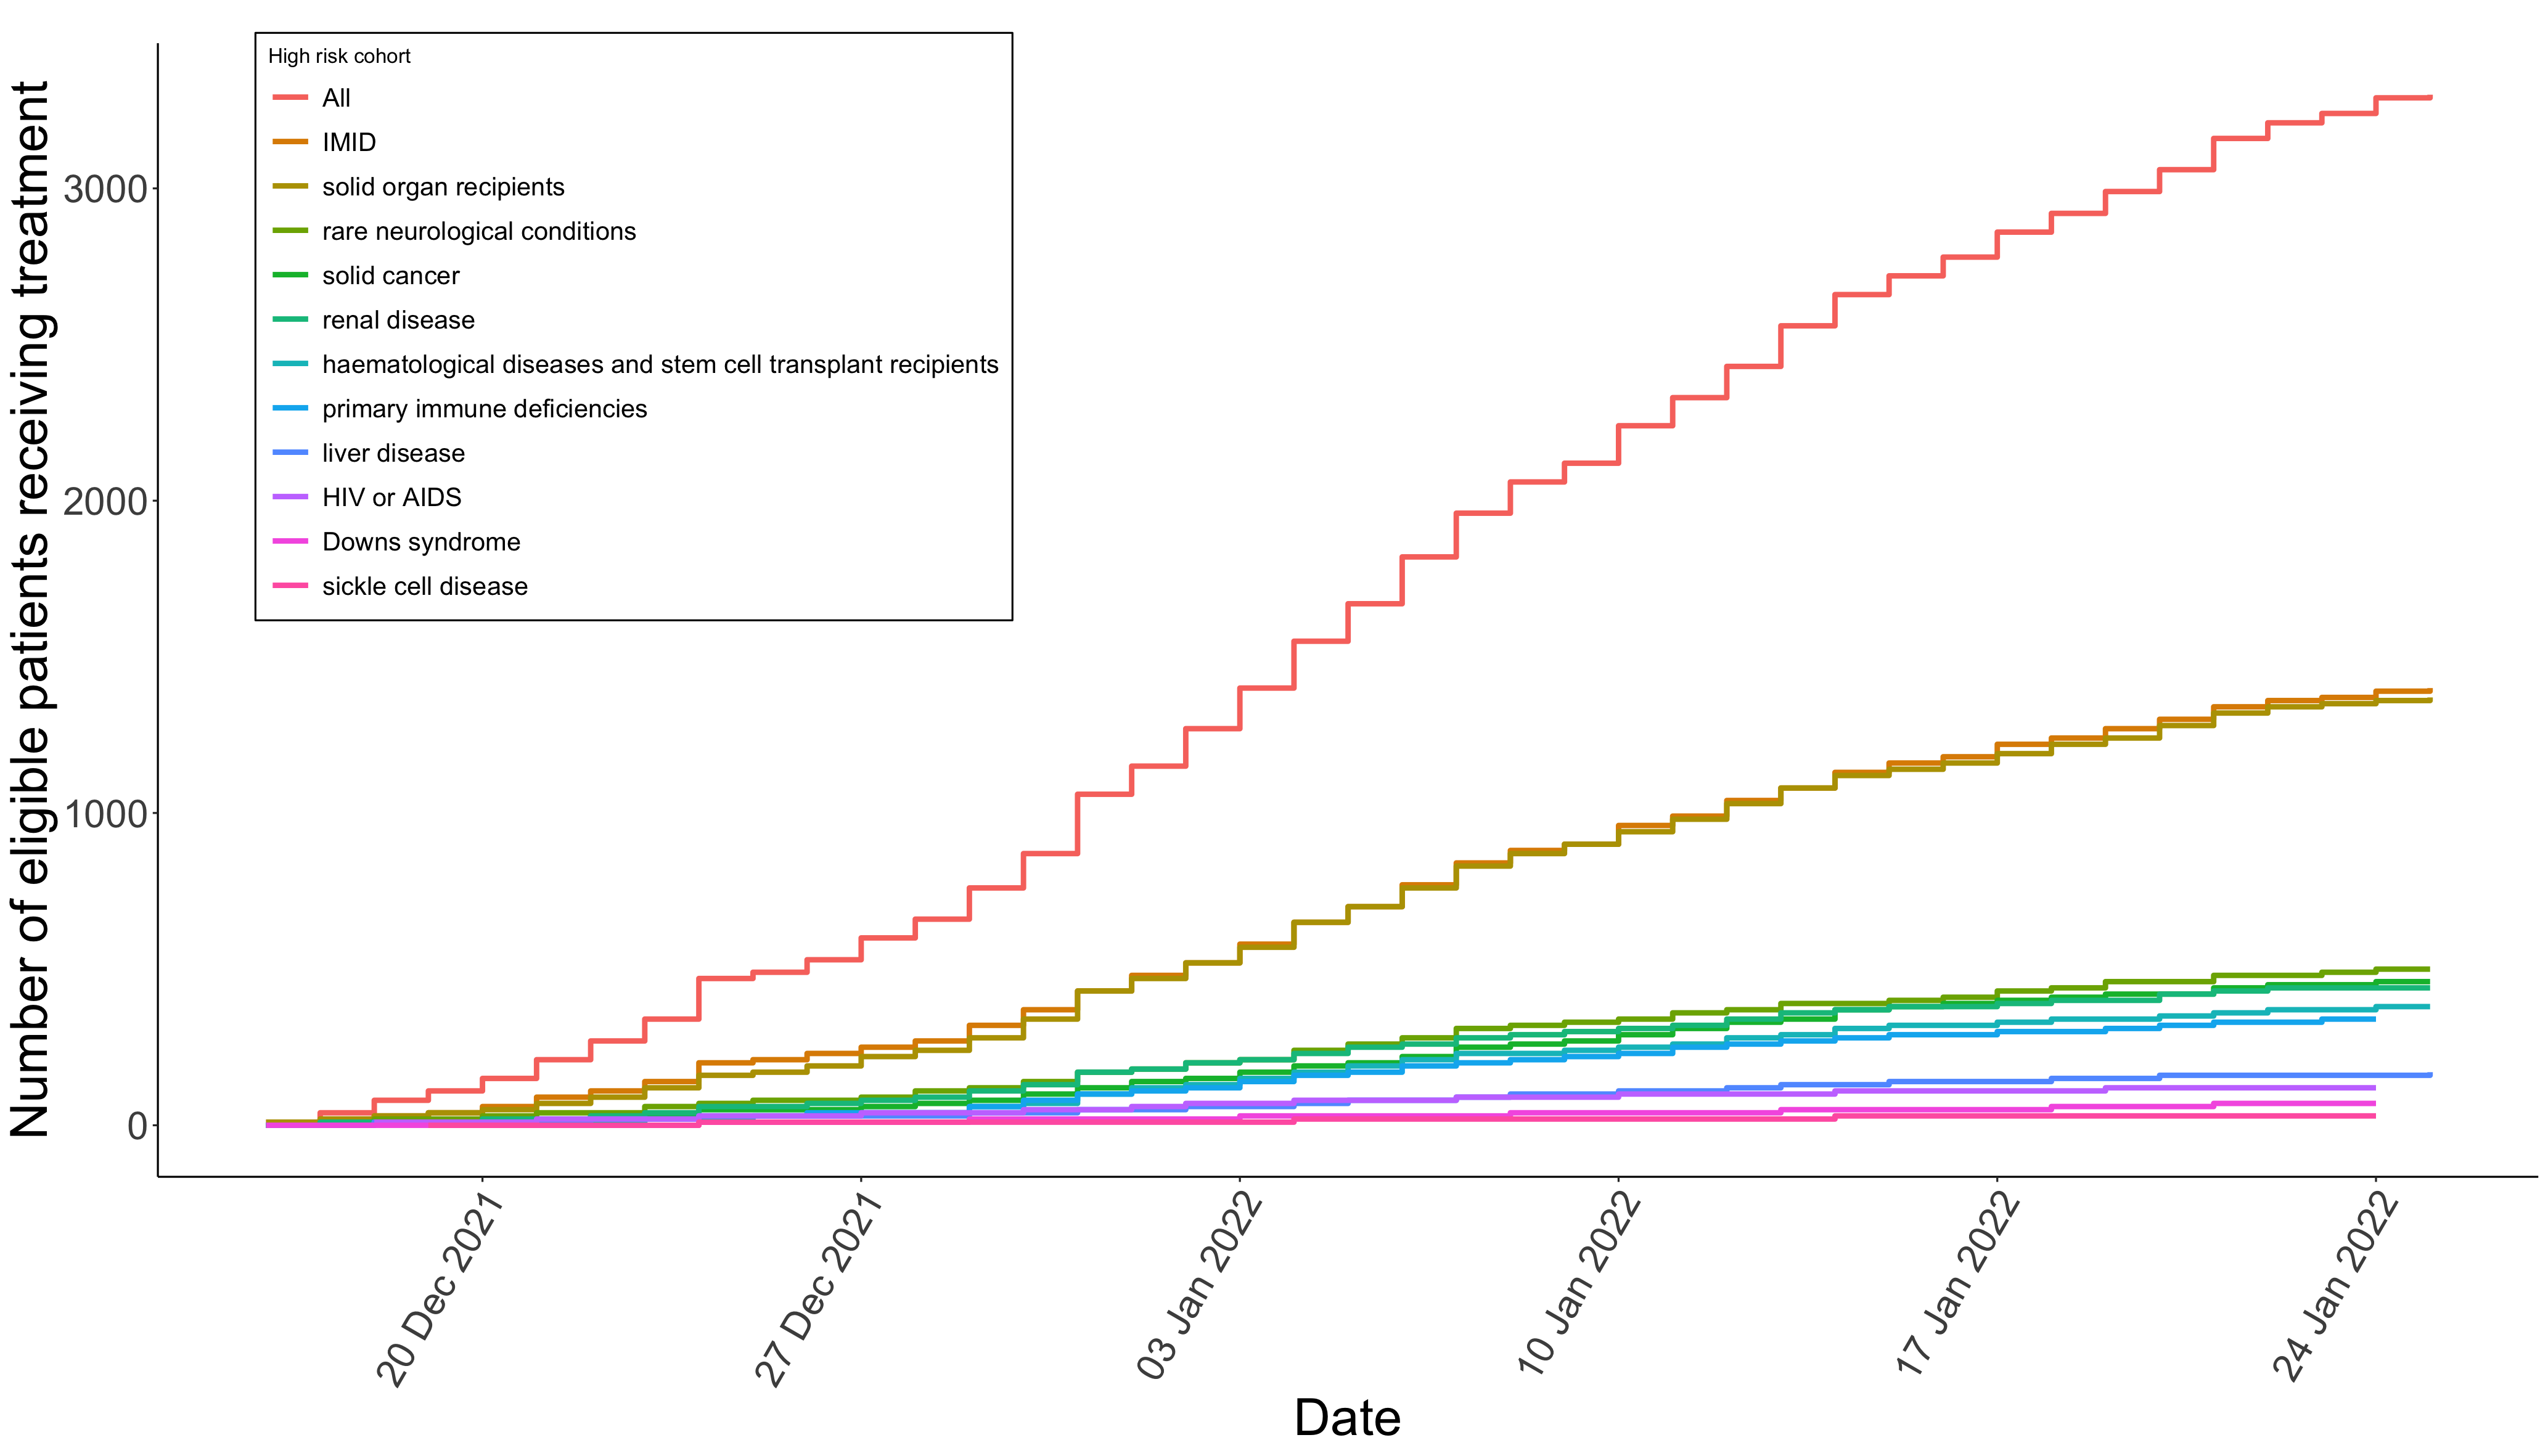 High risk cohort
All
IMID
solid organ recipients
rare neurological conditions
solid cancer
renal disease
haematological diseases and stem cell transplant recipients
primary immune deficiencies
liver disease
HIV or AIDS
Downs syndrome
sickle cell disease
Number of eligible patients receiving treatment
3000
2000
1000
0
20 Dec 2021
27 Dec 2021
03 Jan 2022
10 Jan 2022
17 Jan 2022
24 Jan 2022
Date